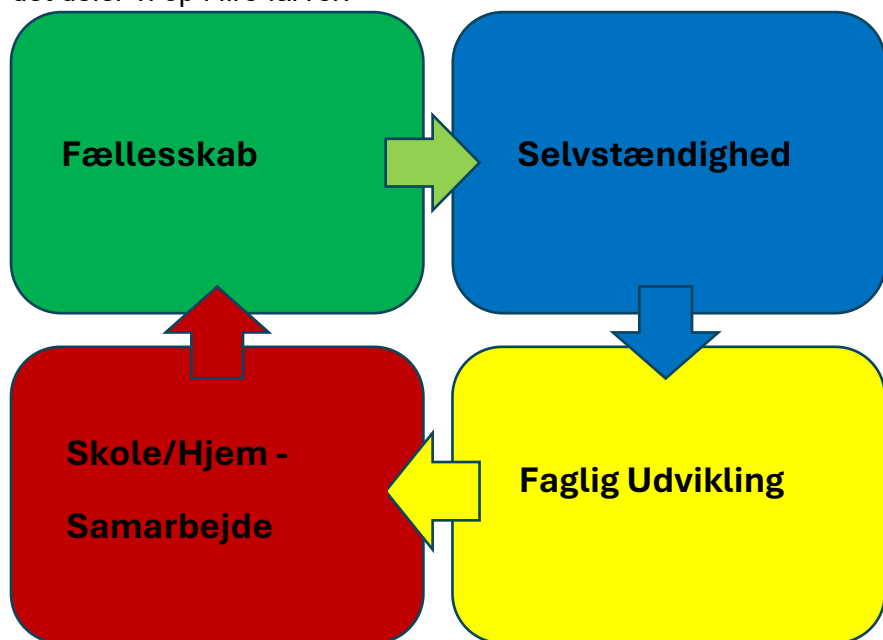 Fællesskab
Selvstændighed
Skole/Hjem -
Samarbejde
Faglig Udvikling